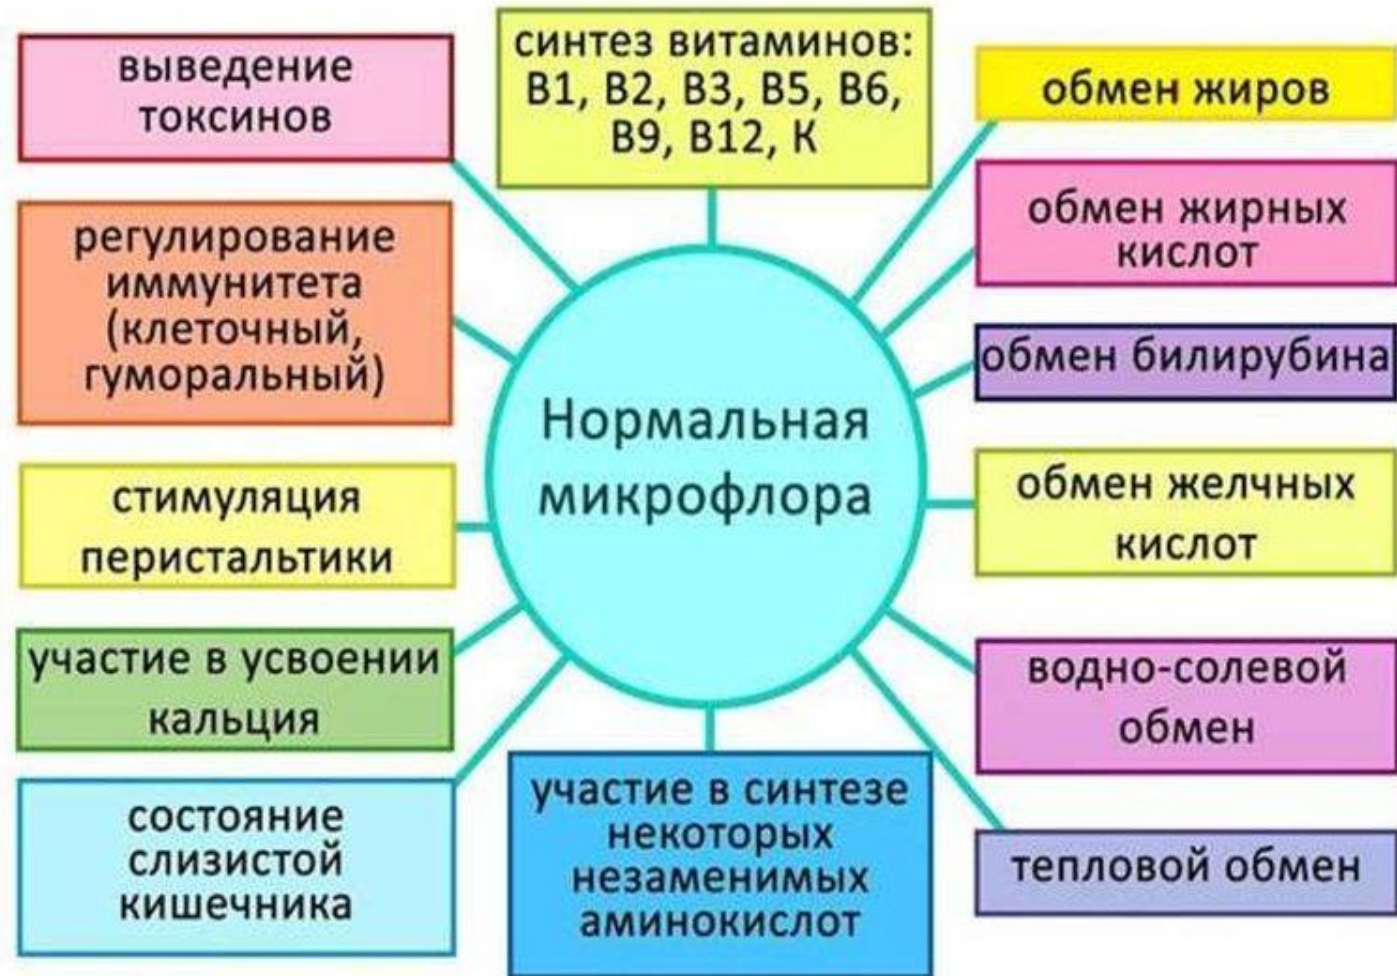 выведение
токсинов
синтез витаминов:
В1, В2, В3, В5, В6,
В9, В12, К
обмен жиров
регулирование
иммунитета
(клеточный,
гуморальный)
обмен жирных
кислот
обмен билирубина
Нормальная
микрофлора
стимуляция
перистальтики
обмен желчных
кислот
участие в усвоении
кальция
водно-солевой
обмен
состояние
слизистой
кишечника
участие в синтезе
некоторых
незаменимых
аминокислот
тепловой обмен